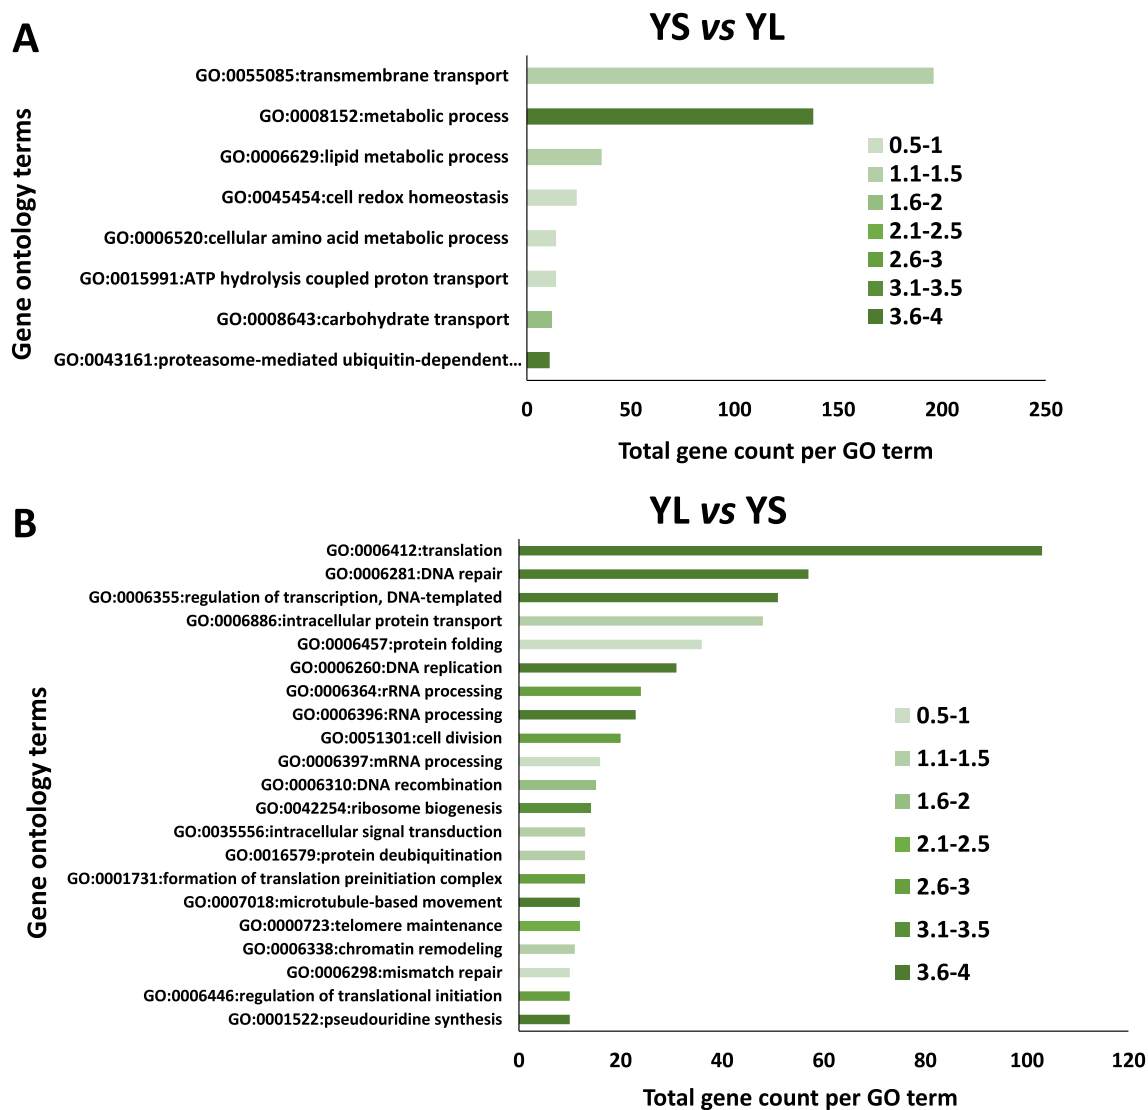 A
YS vs YL
Gene ontology terms
GO:0055085:transmembrane transport
GO:0008152:metabolic process
GO:0006629:lipid metabolic process
GO:0045454:cell redox homeostasis
GO:0006520:cellular amino acid metabolic process
GO:0015991:ATP hydrolysis coupled proton transport
GO:0008643:carbohydrate transport
GO:0043161:proteasome-mediated ubiquitin-dependent...
0.5-1
1.1-1.5
1.6-2
2.1-2.5
2.6-3
3.1-3.5
3.6-4
0 50 100 150 200 250
Total gene count per GO term
B
YL vs YS
Gene ontology terms
GO:0006412:translation
GO:0006281:DNA repair
GO:0006355:regulation of transcription, DNA-templated
GO:0006886:intracellular protein transport
GO:0006457:protein folding
GO:0006260:DNA replication
GO:0006364:rRNA processing
GO:0006396:RNA processing
GO:0051301:cell division
GO:0006397:mRNA processing
GO:0006310:DNA recombination
GO:0042254:ribosome biogenesis
GO:0035556:intracellular signal transduction
GO:0016579:protein deubiquitination
GO:0001731:formation of translation preinitiation complex
GO:0007018:microtubule-based movement
GO:0000723:telomere maintenance
GO:0006338:chromatin remodeling
GO:0006298:mismatch repair
GO:0006446:regulation of translational initiation
GO:0001522:pseudouridine synthesis
0.5-1
1.1-1.5
1.6-2
2.1-2.5
2.6-3
3.1-3.5
3.6-4
0 20 40 60 80 100 120
Total gene count per GO term